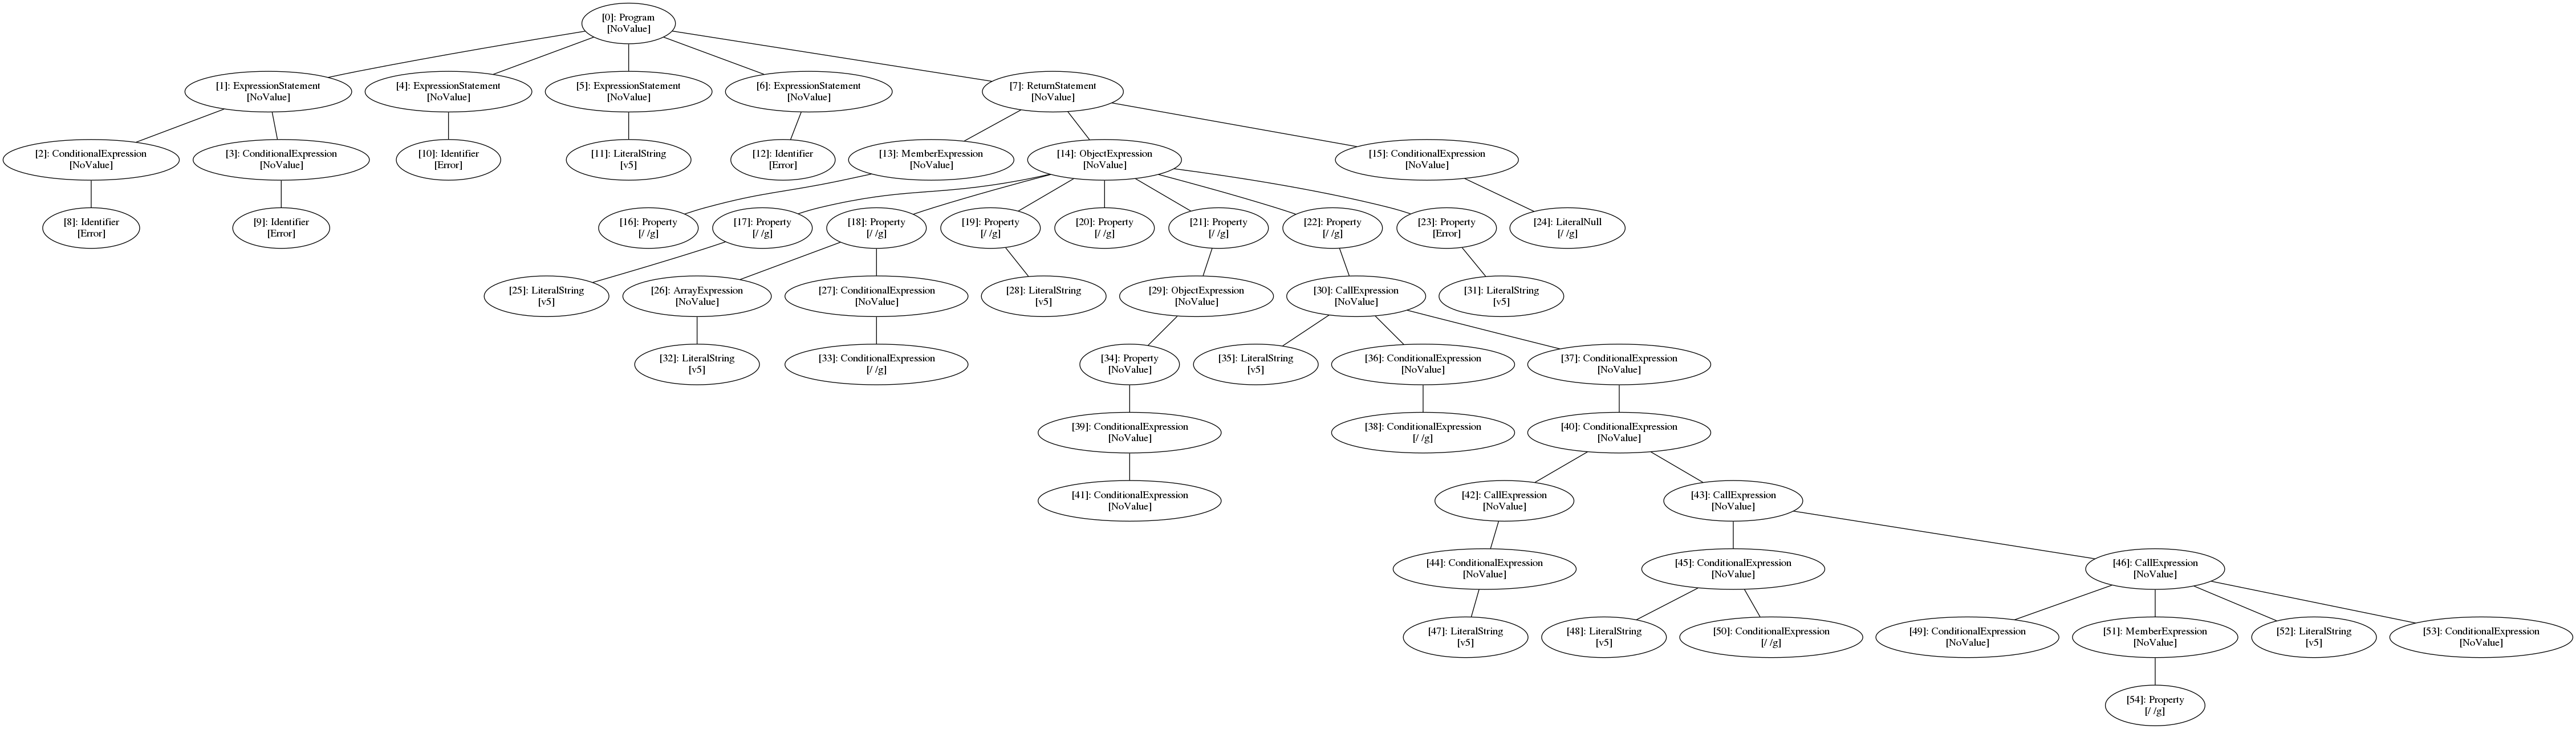 [0]: Program
[NoValue]
[1]: ExpressionStatement
[NoValue]
[4]: ExpressionStatement
[NoValue]
[5]: ExpressionStatement
[NoValue]
[6]: ExpressionStatement
[NoValue]
[7]: ReturnStatement
[NoValue]
[2]: ConditionalExpression
[NoValue]
[3]: ConditionalExpression
[NoValue]
[10]: Identifier
[Error]
[11]: LiteralString
[v5]
[12]: Identifier
[Error]
[13]: MemberExpression
[NoValue]
[14]: ObjectExpression
[NoValue]
[15]: ConditionalExpression
[NoValue]
[8]: Identifier
[Error]
[9]: Identifier
[Error]
[16]: Property
[/ /g]
[17]: Property
[/ /g]
[18]: Property
[/ /g]
[19]: Property
[/ /g]
[20]: Property
[/ /g]
[21]: Property
[/ /g]
[22]: Property
[/ /g]
[23]: Property
[Error]
[24]: LiteralNull
[/ /g]
[25]: LiteralString
[v5]
[26]: ArrayExpression
[NoValue]
[27]: ConditionalExpression
[NoValue]
[28]: LiteralString
[v5]
[29]: ObjectExpression
[NoValue]
[30]: CallExpression
[NoValue]
[31]: LiteralString
[v5]
[32]: LiteralString
[v5]
[33]: ConditionalExpression
[/ /g]
[34]: Property
[NoValue]
[35]: LiteralString
[v5]
[36]: ConditionalExpression
[NoValue]
[37]: ConditionalExpression
[NoValue]
[39]: ConditionalExpression
[NoValue]
[38]: ConditionalExpression
[/ /g]
[40]: ConditionalExpression
[NoValue]
[41]: ConditionalExpression
[NoValue]
[42]: CallExpression
[NoValue]
[43]: CallExpression
[NoValue]
[44]: ConditionalExpression
[NoValue]
[45]: ConditionalExpression
[NoValue]
[46]: CallExpression
[NoValue]
[47]: LiteralString
[v5]
[48]: LiteralString
[v5]
[50]: ConditionalExpression
[/ /g]
[49]: ConditionalExpression
[NoValue]
[51]: MemberExpression
[NoValue]
[52]: LiteralString
[v5]
[53]: ConditionalExpression
[NoValue]
[54]: Property
[/ /g]